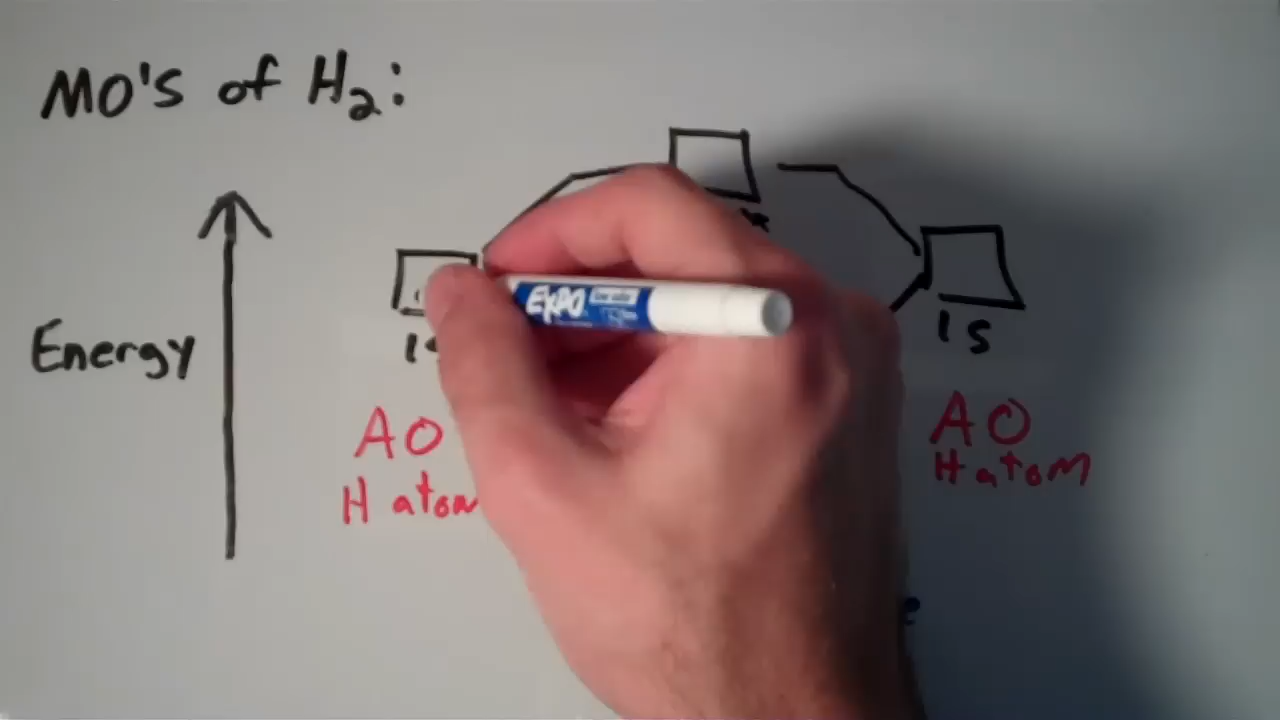 MO'S of H₂:
Energy
1S
AO
H atom
AO
H atom
EXPO